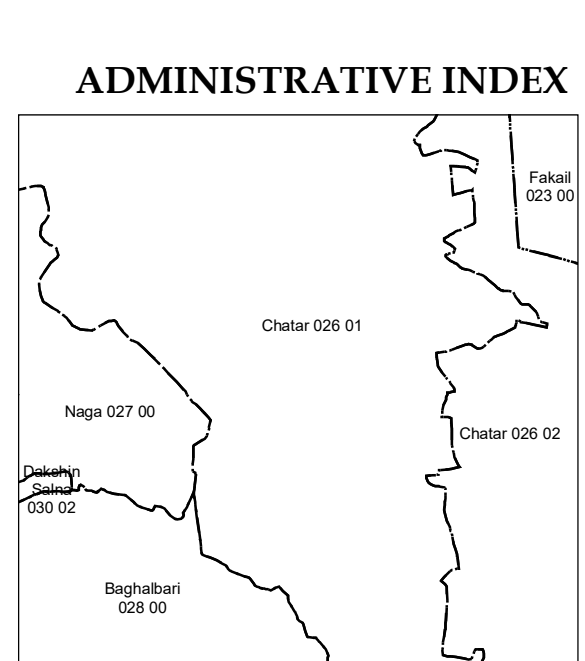 ADMINISTRATIVE INDEX
Fakail
023 00
Chatar 026 01
Naga 027 00
Chatar 026 02
Dakshin
Salna
030 02
Baghalbari
028 00